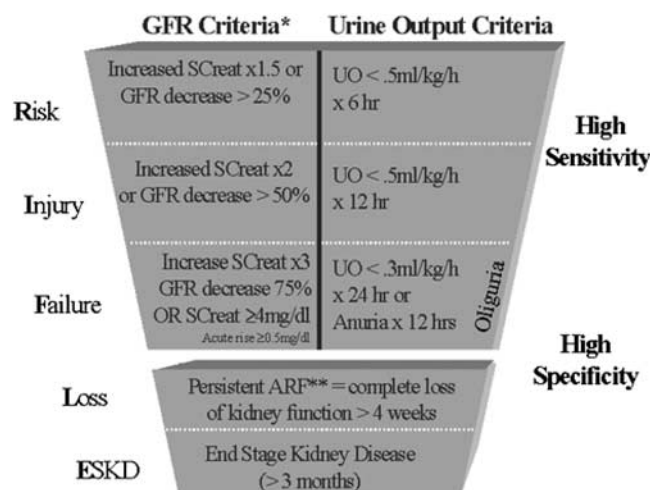 GFR Criteria* Urine Output Criteria
Risk
Increased SCreat x1.5 or
GFR decrease > 25%
UO < .5ml/kg/h
x 6 hr
High
Sensitivity
Injury
Increased SCreat x2
or GFR decrease > 50%
UO < .5ml/kg/h
x 12 hr
Failure
Increase SCreat x3
GFR decrease 75%
OR SCreat ≥4mg/dl
Acute rise ≥0.5mg/dl
UO < .3ml/kg/h
x 24 hr or
Anuria x 12 hrs
Oliguria
High
Specificity
Loss
Persistent ARF** = complete loss
of kidney function > 4 weeks
ESKD
End Stage Kidney Disease
(> 3 months)